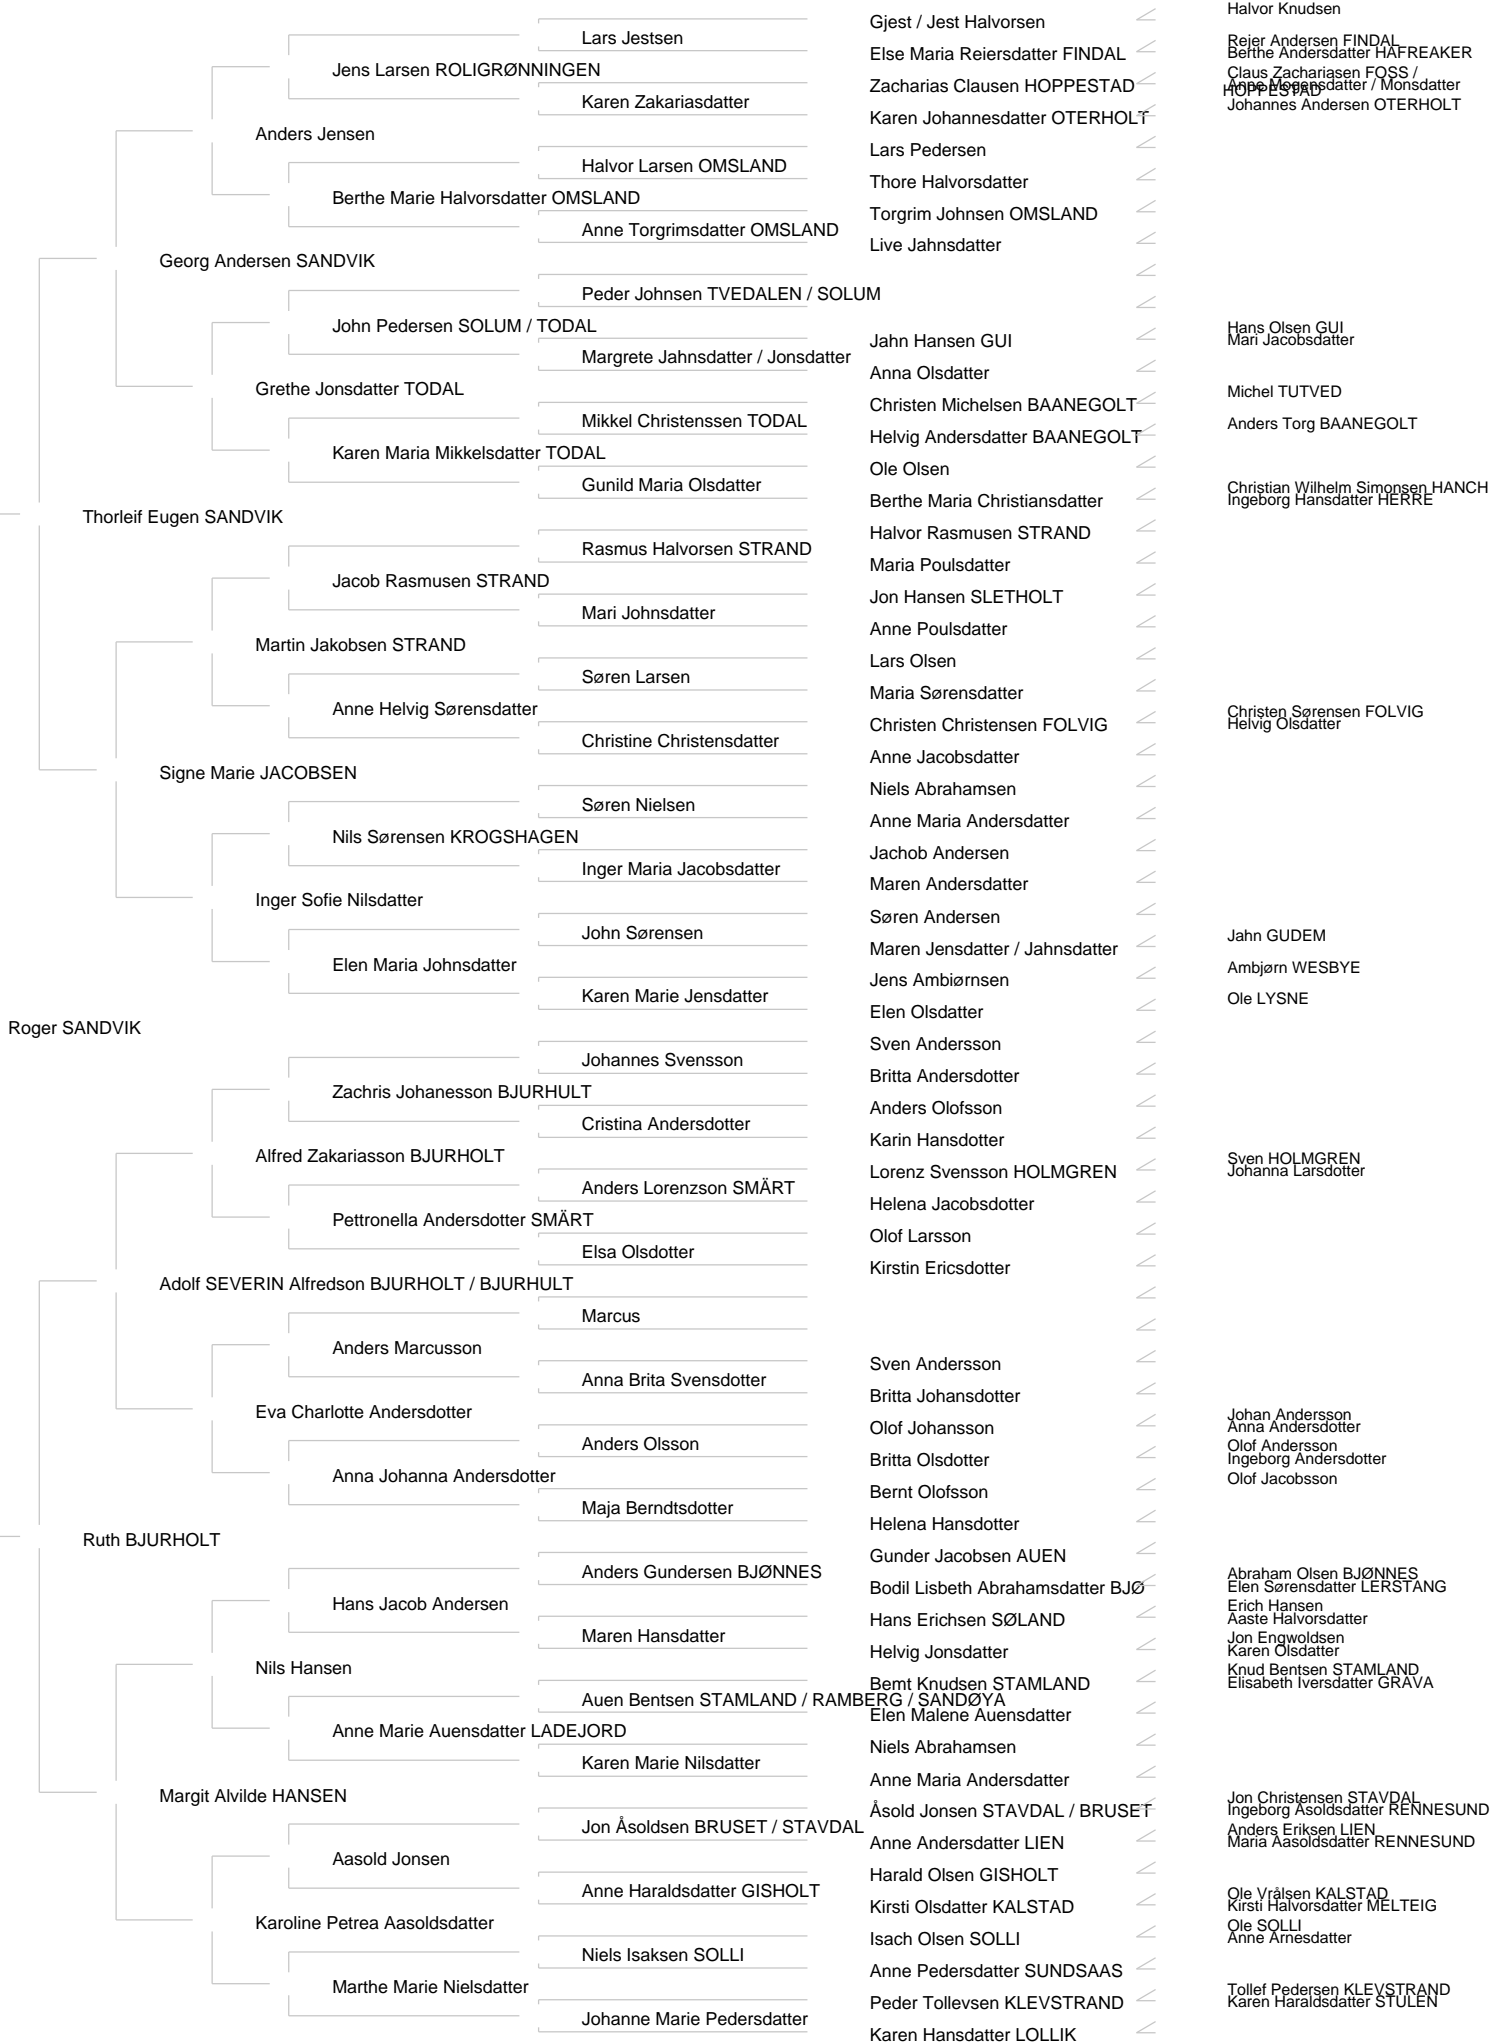 Halvor Knudsen
Gjest / Jest Halvorsen
Lars Jestsen
Reier Andersen FINDAL
Else Maria Reiersdatter FINDAL
Berthe Andersdatter HAFREAKER
Jens Larsen ROLIGRØNNINGEN
Claus Zachariasen FOSS /
HOPPESTAD
Zacharias Clausen HOPPESTAD
Anne Mogensdatter / Monsdatter
Karen Zakariasdatter
Johannes Andersen OTERHOLT
Karen Johannesdatter OTERHOLT
Anders Jensen
Lars Pedersen
Halvor Larsen OMSLAND
Thore Halvorsdatter
Berthe Marie Halvorsdatter OMSLAND
Torgrim Johnsen OMSLAND
Anne Torgrimsdatter OMSLAND
Live Jahnsdatter
Georg Andersen SANDVIK
Peder Johnsen TVEDALEN / SOLUM
John Pedersen SOLUM / TODAL
Hans Olsen GUI
Jahn Hansen GUI
Mari Jacobsdatter
Margrete Jahnsdatter / Jonsdatter
Anna Olsdatter
Grethe Jonsdatter TODAL
Michel TUTVED
Christen Michelsen BAANEGOLT
Mikkel Christenssen TODAL
Anders Torg BAANEGOLT
Helvig Andersdatter BAANEGOLT
Karen Maria Mikkelsdatter TODAL
Ole Olsen
Gunild Maria Olsdatter
Christian Wilhelm Simonsen HANCH
Berthe Maria Christiansdatter
Ingeborg Hansdatter HERRE
Thorleif Eugen SANDVIK
Halvor Rasmusen STRAND
Rasmus Halvorsen STRAND
Maria Poulsdatter
Jacob Rasmusen STRAND
Jon Hansen SLETHOLT
Mari Johnsdatter
Anne Poulsdatter
Martin Jakobsen STRAND
Lars Olsen
Søren Larsen
Maria Sørensdatter
Anne Helvig Sørensdatter
Christen Sørensen FOLVIG
Christen Christensen FOLVIG
Helvig Olsdatter
Christine Christensdatter
Anne Jacobsdatter
Signe Marie JACOBSEN
Niels Abrahamsen
Søren Nielsen
Anne Maria Andersdatter
Nils Sørensen KROGSHAGEN
Jachob Andersen
Inger Maria Jacobsdatter
Maren Andersdatter
Inger Sofie Nilsdatter
Søren Andersen
John Sørensen
Jahn GUDEM
Maren Jensdatter / Jahnsdatter
Elen Maria Johnsdatter
Ambjørn WESBYE
Jens Ambiørnsen
Karen Marie Jensdatter
Ole LYSNE
Elen Olsdatter
Roger SANDVIK
Sven Andersson
Johannes Svensson
Britta Andersdotter
Zachris Johanesson BJURHULT
Anders Olofsson
Cristina Andersdotter
Karin Hansdotter
Alfred Zakariasson BJURHOLT
Sven HOLMGREN
Lorenz Svensson HOLMGREN
Johanna Larsdotter
Anders Lorenzson SMÄRT
Helena Jacobsdotter
Pettronella Andersdotter SMÄRT
Olof Larsson
Elsa Olsdotter
Kirstin Ericsdotter
Adolf SEVERIN Alfredson BJURHOLT / BJURHULT
Marcus
Anders Marcusson
Sven Andersson
Anna Brita Svensdotter
Britta Johansdotter
Eva Charlotte Andersdotter
Johan Andersson
Olof Johansson
Anna Andersdotter
Anders Olsson
Olof Andersson
Britta Olsdotter
Ingeborg Andersdotter
Anna Johanna Andersdotter
Olof Jacobsson
Bernt Olofsson
Maja Berndtsdotter
Helena Hansdotter
Ruth BJURHOLT
Gunder Jacobsen AUEN
Anders Gundersen BJØNNES
Abraham Olsen BJØNNES
Bodil Lisbeth Abrahamsdatter BJØ
Elen Sørensdatter LERSTANG
Hans Jacob Andersen
Erich Hansen
Hans Erichsen SØLAND
Aaste Halvorsdatter
Maren Hansdatter
Jon Engwoldsen
Helvig Jonsdatter
Karen Olsdatter
Nils Hansen
Knud Bentsen STAMLAND
Bemt Knudsen STAMLAND
Elisabeth Iversdatter GRAVA
Auen Bentsen STAMLAND / RAMBERG / SANDØYA
Elen Malene Auensdatter
Anne Marie Auensdatter LADEJORD
Niels Abrahamsen
Karen Marie Nilsdatter
Anne Maria Andersdatter
Margit Alvilde HANSEN
Jon Christensen STAVDAL
Åsold Jonsen STAVDAL / BRUSET
Ingeborg Åsoldsdatter RENNESUND
Jon Åsoldsen BRUSET / STAVDAL
Anders Eriksen LIEN
Anne Andersdatter LIEN
Maria Aasoldsdatter RENNESUND
Aasold Jonsen
Harald Olsen GISHOLT
Anne Haraldsdatter GISHOLT
Ole Vrålsen KALSTAD
Kirsti Olsdatter KALSTAD
Kirsti Halvorsdatter MELTEIG
Karoline Petrea Aasoldsdatter
Ole SOLLI
Isach Olsen SOLLI
Anne Arnesdatter
Niels Isaksen SOLLI
Anne Pedersdatter SUNDSAAS
Marthe Marie Nielsdatter
Tollef Pedersen KLEVSTRAND
Peder Tollevsen KLEVSTRAND
Karen Haraldsdatter STULEN
Johanne Marie Pedersdatter
Karen Hansdatter LOLLIK